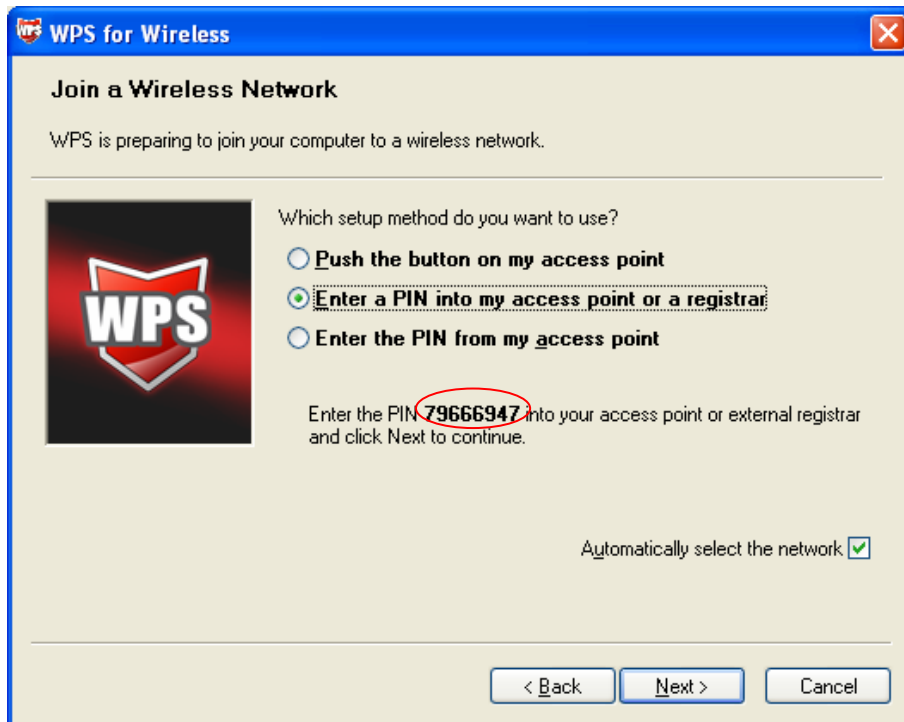 WPS for Wireless
Join a Wireless Network
WPS is preparing to join your computer to a wireless network.
Which setup method do you want to use?
Push the button on my access point
Enter a PIN into my access point or a registrar
Enter the PIN from my access point
WPS
Enter the PIN 79666947 into your access point or external registrar
and click Next to continue.
Automatically select the network
< Back
Next >
Cancel